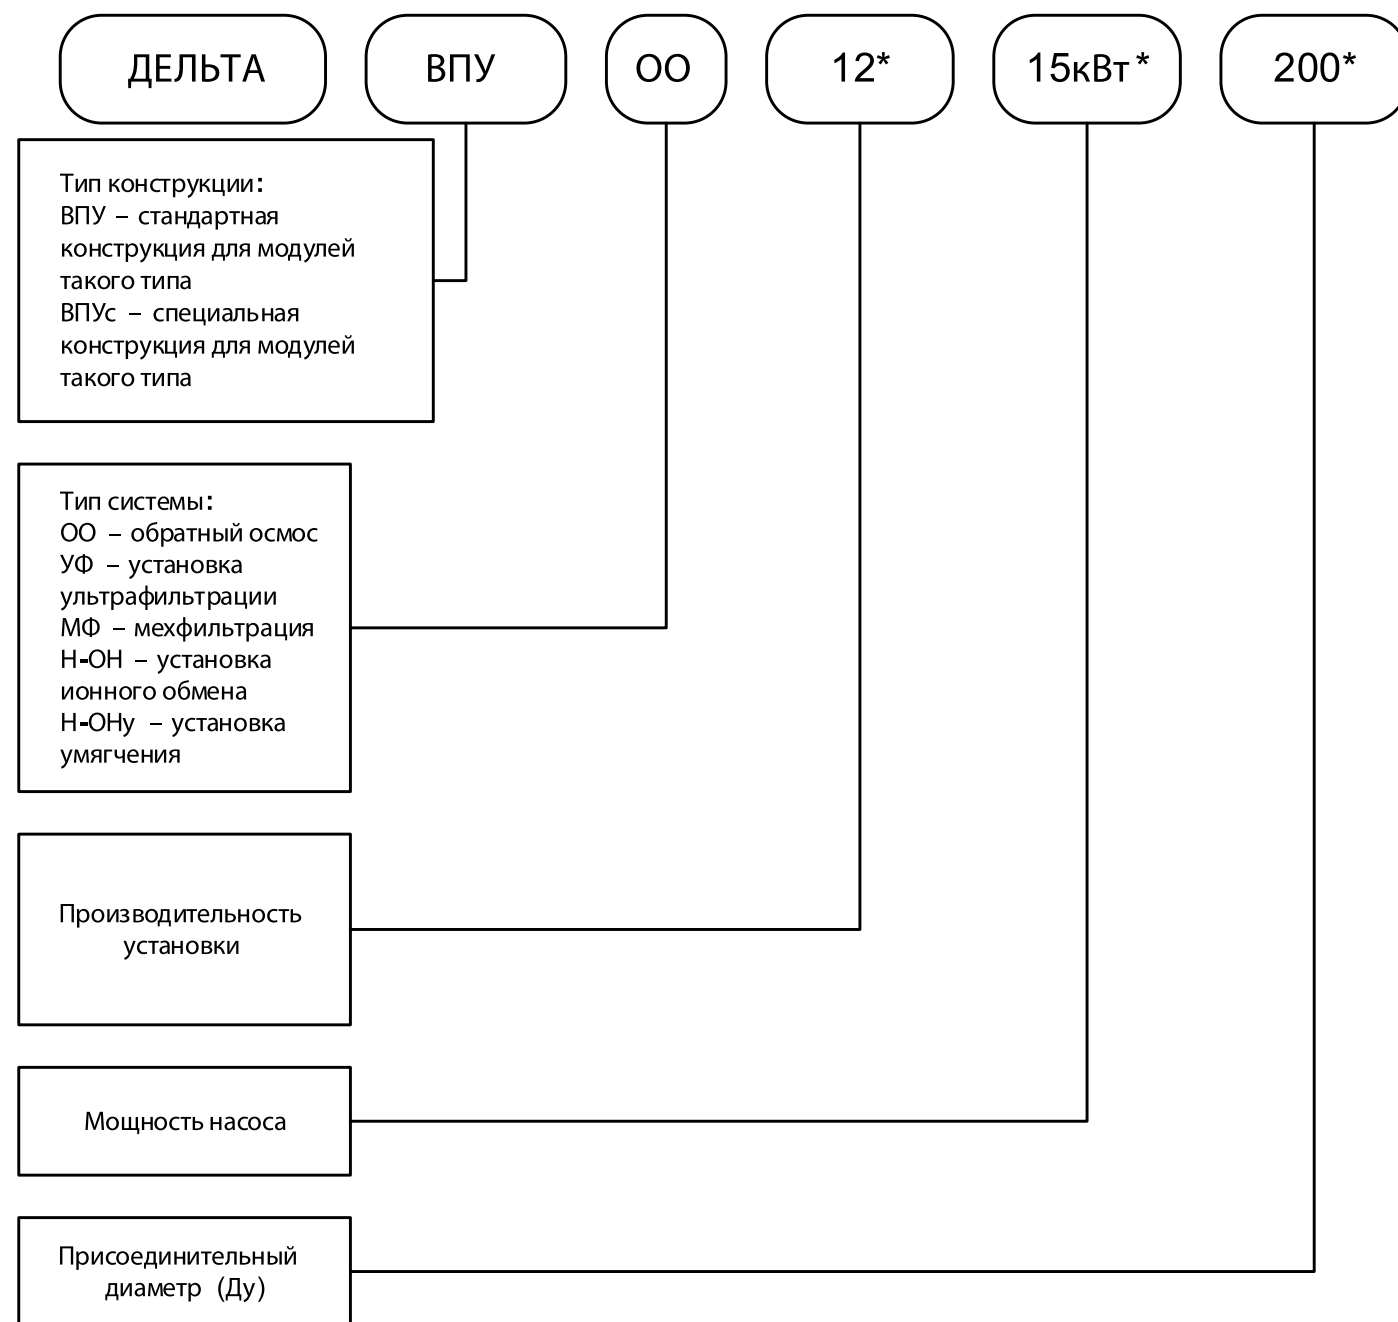 ДЕЛЬТА ВПУ ОО 12* 15кВт* 200*
Тип конструкции:
ВПУ – стандартная
конструкция для модулей
такого типа
ВПУс – специальная
конструкция для модулей
такого типа
Тип системы:
ОО – обратный осмос
УФ – установка
ультрафильтрации
МФ – мехфильтрация
Н-ОН – установка
ионного обмена
Н-ОНу – установка
умягчения
Производительность
установки
Мощность насоса
Присоединительный
диаметр (Ду)